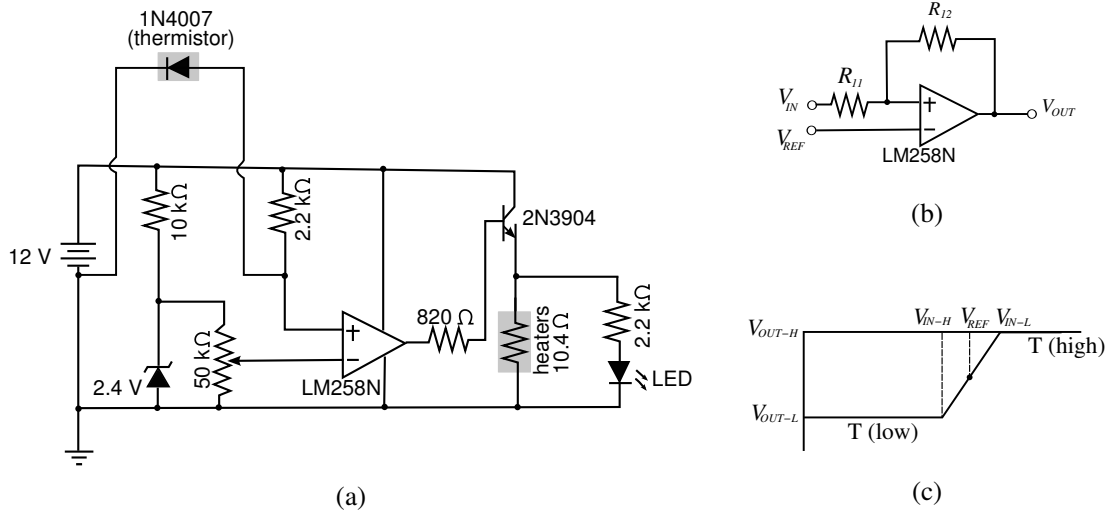 1N4007
(thermistor)
10 kΩ
2.2 kΩ
2N3904
12 V
820 Ω
2.4 V
50 kΩ
LM258N
heaters
10.4 Ω
2.2 kΩ
LED
(a)
R12
R11
VIN
VREF
VOUT
LM258N
(b)
VOUT-H
VIN-H
VREF
VIN-L
T (high)
VOUT-L
T (low)
(c)